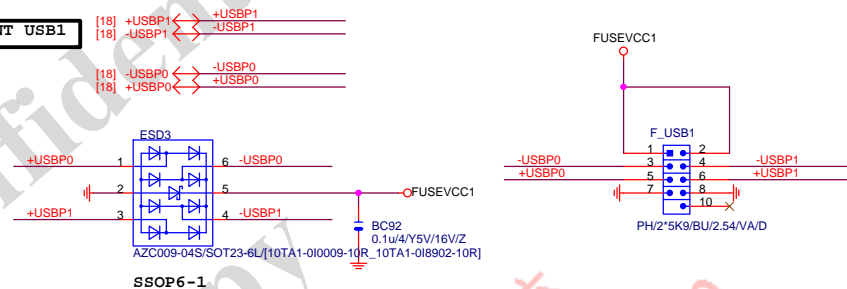 NT USB1
[18] +USBP1 +USBP1
[18] -USBP1 -USBP1
[18] -USBP0 -USBP0
[18] +USBP0 +USBP0
FUSEVCC1
ESD3
+USBP0 1 6 -USBP0
2 5 FUSEVCC1
+USBP1 3 4 -USBP1
BC92
0.1u/4/Y5V/16V/Z
AZC009-04S/SOT23-6L/[10TA1-0I0009-10R_10TA1-0I8902-10R]
SSOP6-1
F_USB1
1 2
-USBP0 3 4 -USBP1
+USBP0 5 6 +USBP1
7 8
10
PH/2*5K9/BU/2.54/VA/D